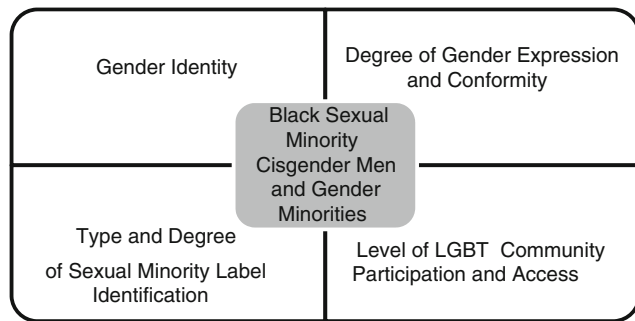 Gender Identity
Degree of Gender Expression
and Conformity
Black Sexual
Minority
Cisgender Men
and Gender
Minorities
Type and Degree
of Sexual Minority Label
Identification
Level of LGBT Community
Participation and Access